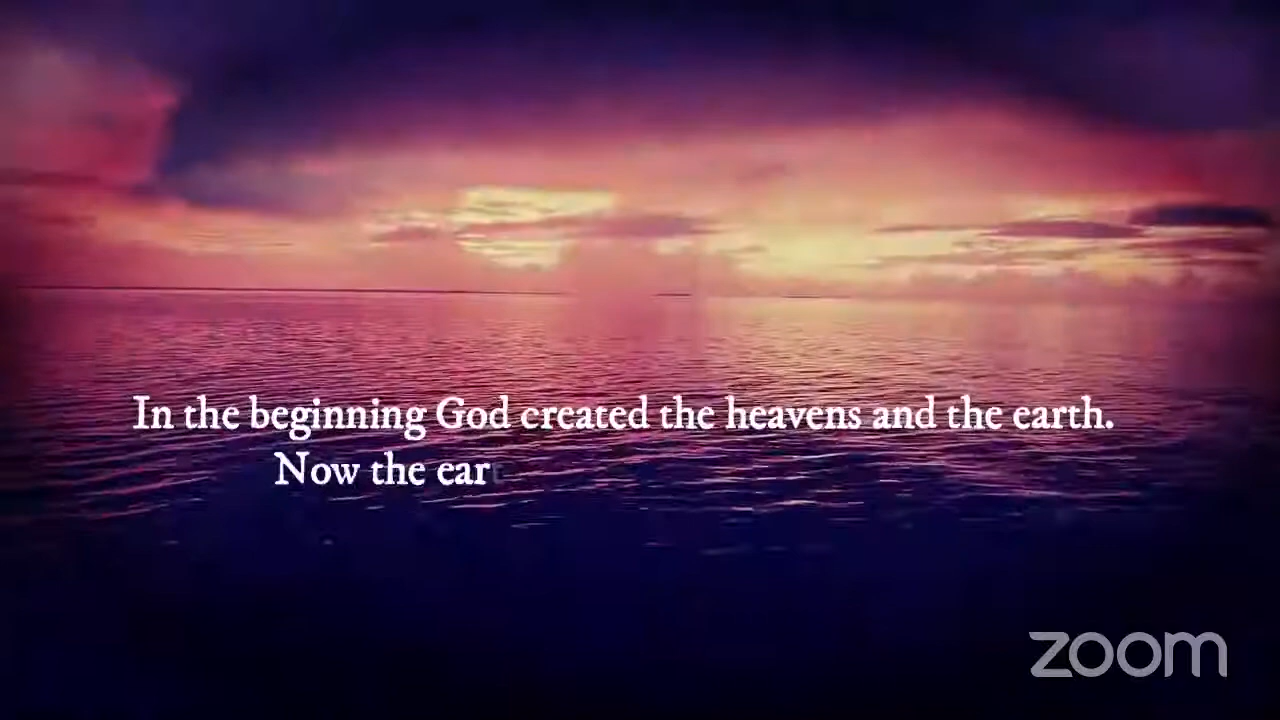 In the beginning God created the heavens and the earth.
Now the ear
zoom